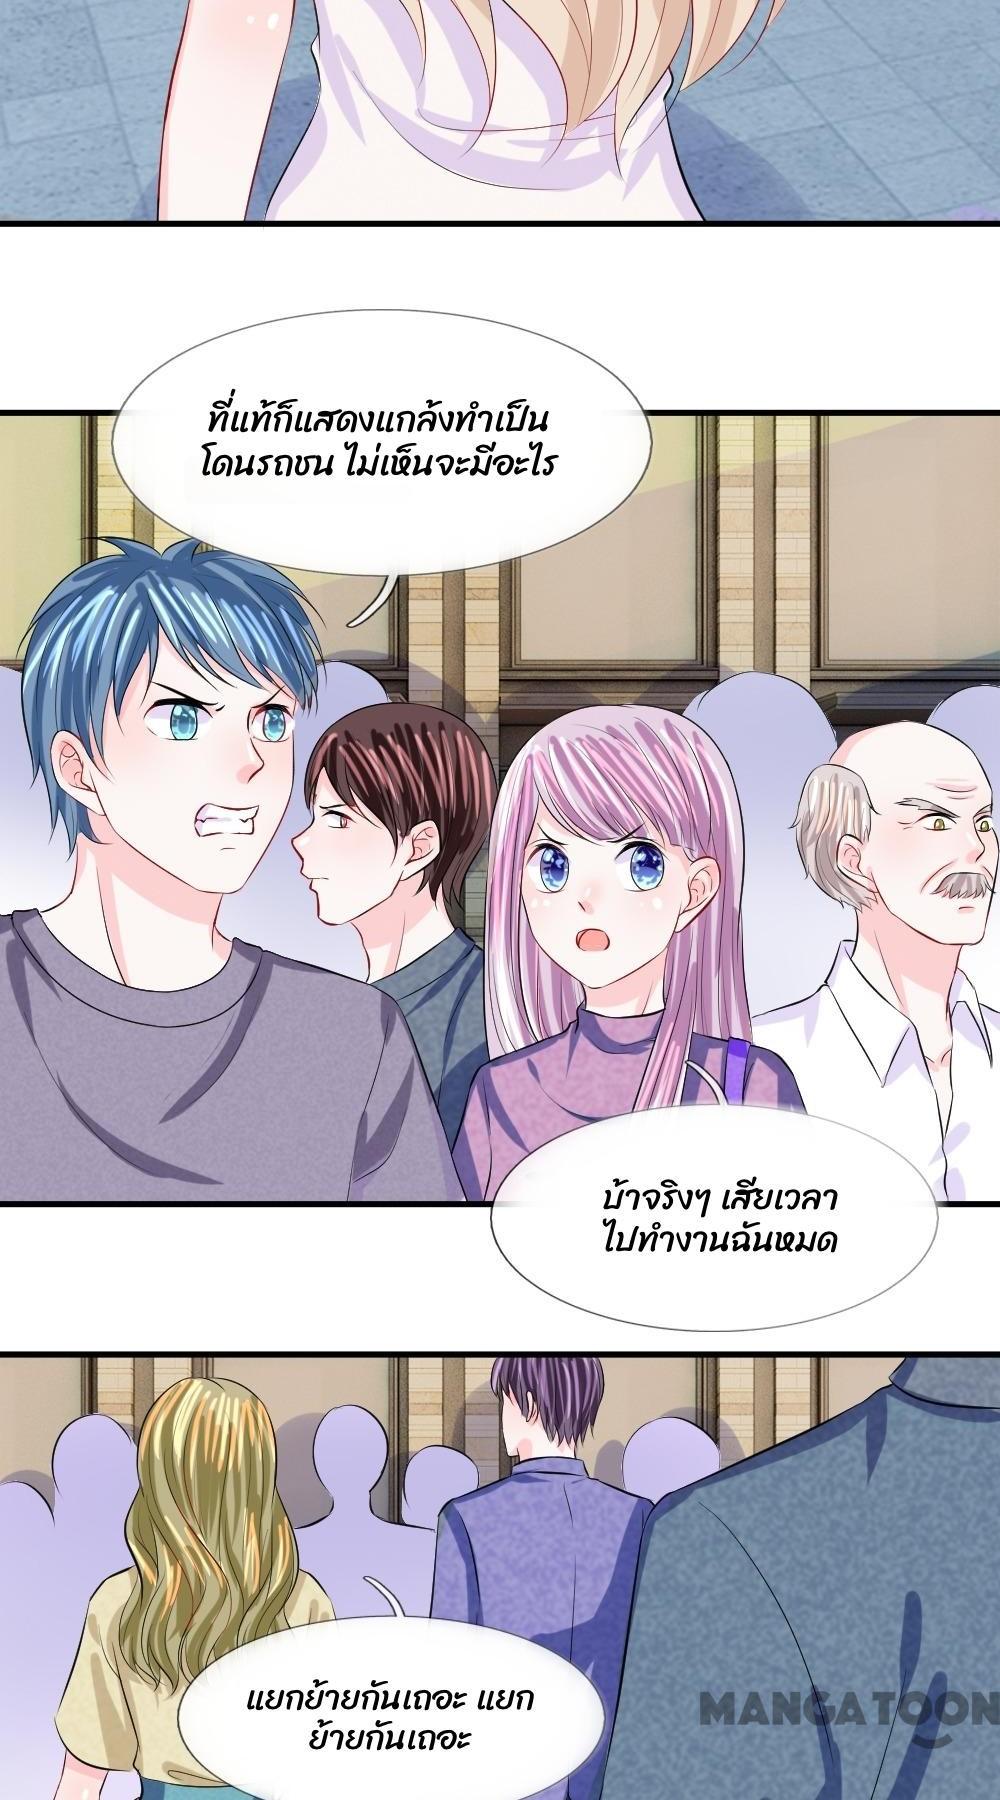 ที่แท้ก็แสดงแกล้งทำเป็น
โดนรถชน ไม่เห็นจะมีอะไร
บ้าจริงๆ เสียเวลา
ไปทำงานฉันหมด
แยกย้ายกันเถอะ แยก
ย้ายกันเถอะ
MANGATOON